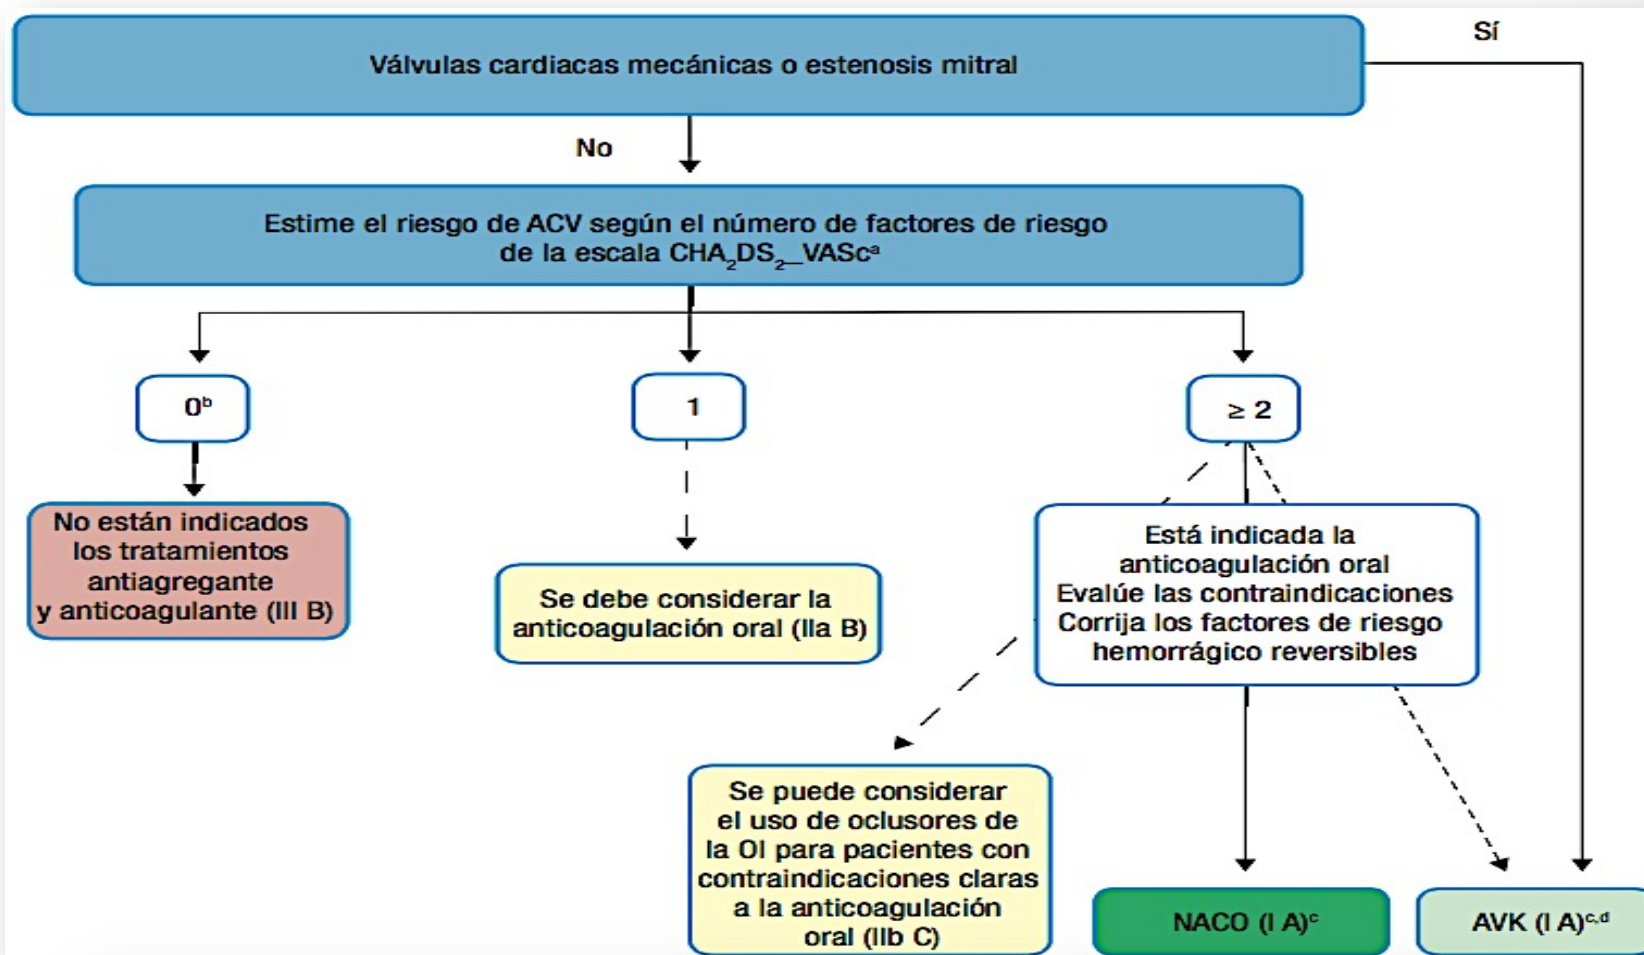 Válvulas cardiacas mecánicas o estenosis mitral
Sí
No
Estime el riesgo de ACV según el número de factores de riesgo
de la escala CHA₂DS₂_VAScᵃ
0ᵇ
1
≥ 2
No están indicados
los tratamientos
antiagregante
y anticoagulante (III B)
Se debe considerar la
anticoagulación oral (IIa B)
Está indicada la
anticoagulación oral
Evalúe las contraindicaciones
Corrija los factores de riesgo
hemorrágico reversibles
Se puede considerar
el uso de oclusores de
la OI para pacientes con
contraindicaciones claras
a la anticoagulación
oral (IIb C)
NACO (I A)ᶜ
AVK (I A)ᶜ,ᵈ